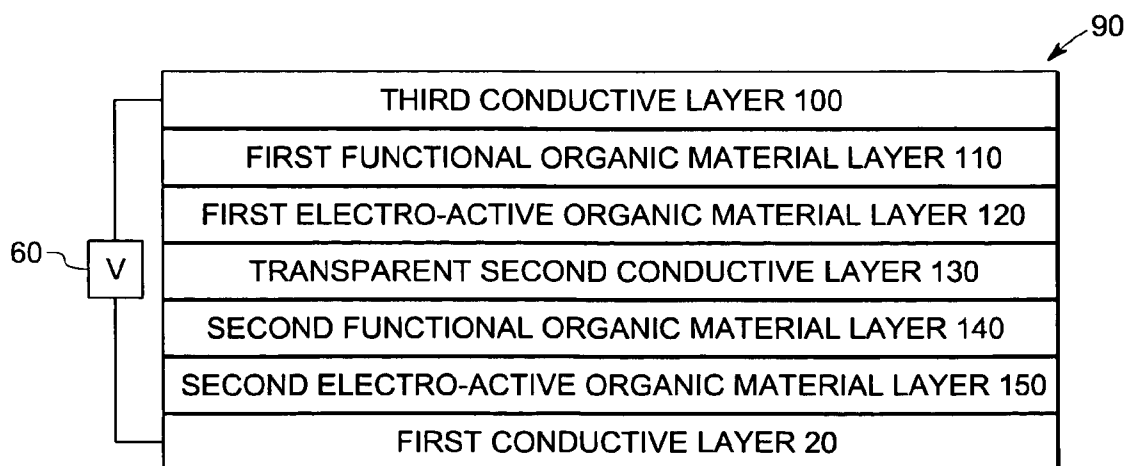 90
THIRD CONDUCTIVE LAYER 100
FIRST FUNCTIONAL ORGANIC MATERIAL LAYER 110
FIRST ELECTRO-ACTIVE ORGANIC MATERIAL LAYER 120
60 V
TRANSPARENT SECOND CONDUCTIVE LAYER 130
SECOND FUNCTIONAL ORGANIC MATERIAL LAYER 140
SECOND ELECTRO-ACTIVE ORGANIC MATERIAL LAYER 150
FIRST CONDUCTIVE LAYER 20